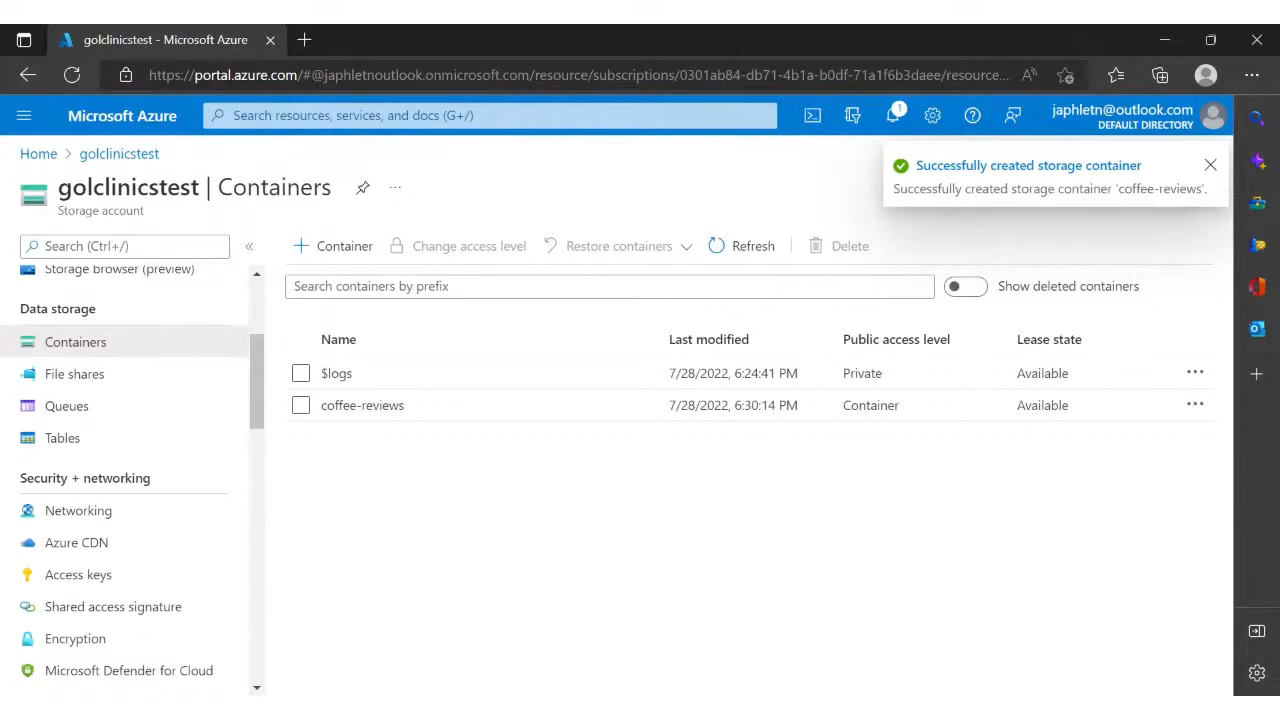 golclinicstest - Microsoft Azure
https://portal.azure.com/#@japhletnoutlook.onmicrosoft.com/resource/subscriptions/0301ab84-db71-4b1a-b0df-71a1f6b3daee/resource...
Microsoft Azure
Search resources, services, and docs (G+/)
1
japhletn@outlook.com
DEFAULT DIRECTORY
Home > golclinicstest
Successfully created storage container
Successfully created storage container 'coffee-reviews'.
golclinicstest | Containers
Storage account
Search (Ctrl+/)
Container
Change access level
Restore containers
Refresh
Delete
Storage browser (preview)
Data storage
Containers
File shares
Queues
Tables
Security + networking
Networking
Azure CDN
Access keys
Shared access signature
Encryption
Microsoft Defender for Cloud
Search containers by prefix
Show deleted containers
Name Last modified Public access level Lease state
$logs 7/28/2022, 6:24:41 PM Private Available
coffee-reviews 7/28/2022, 6:30:14 PM Container Available